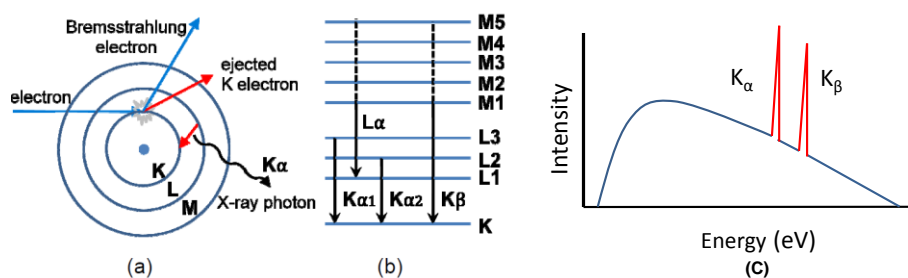 Bremsstrahlung
electron
ejected
K electron
electron
Kα
K
L
M
X-ray photon
(a)
M5
M4
M3
M2
M1
Lα
L3
L2
L1
Kα1
Kα2
Kβ
K
(b)
Intensity
Kα
Kβ
Energy (eV)
(C)